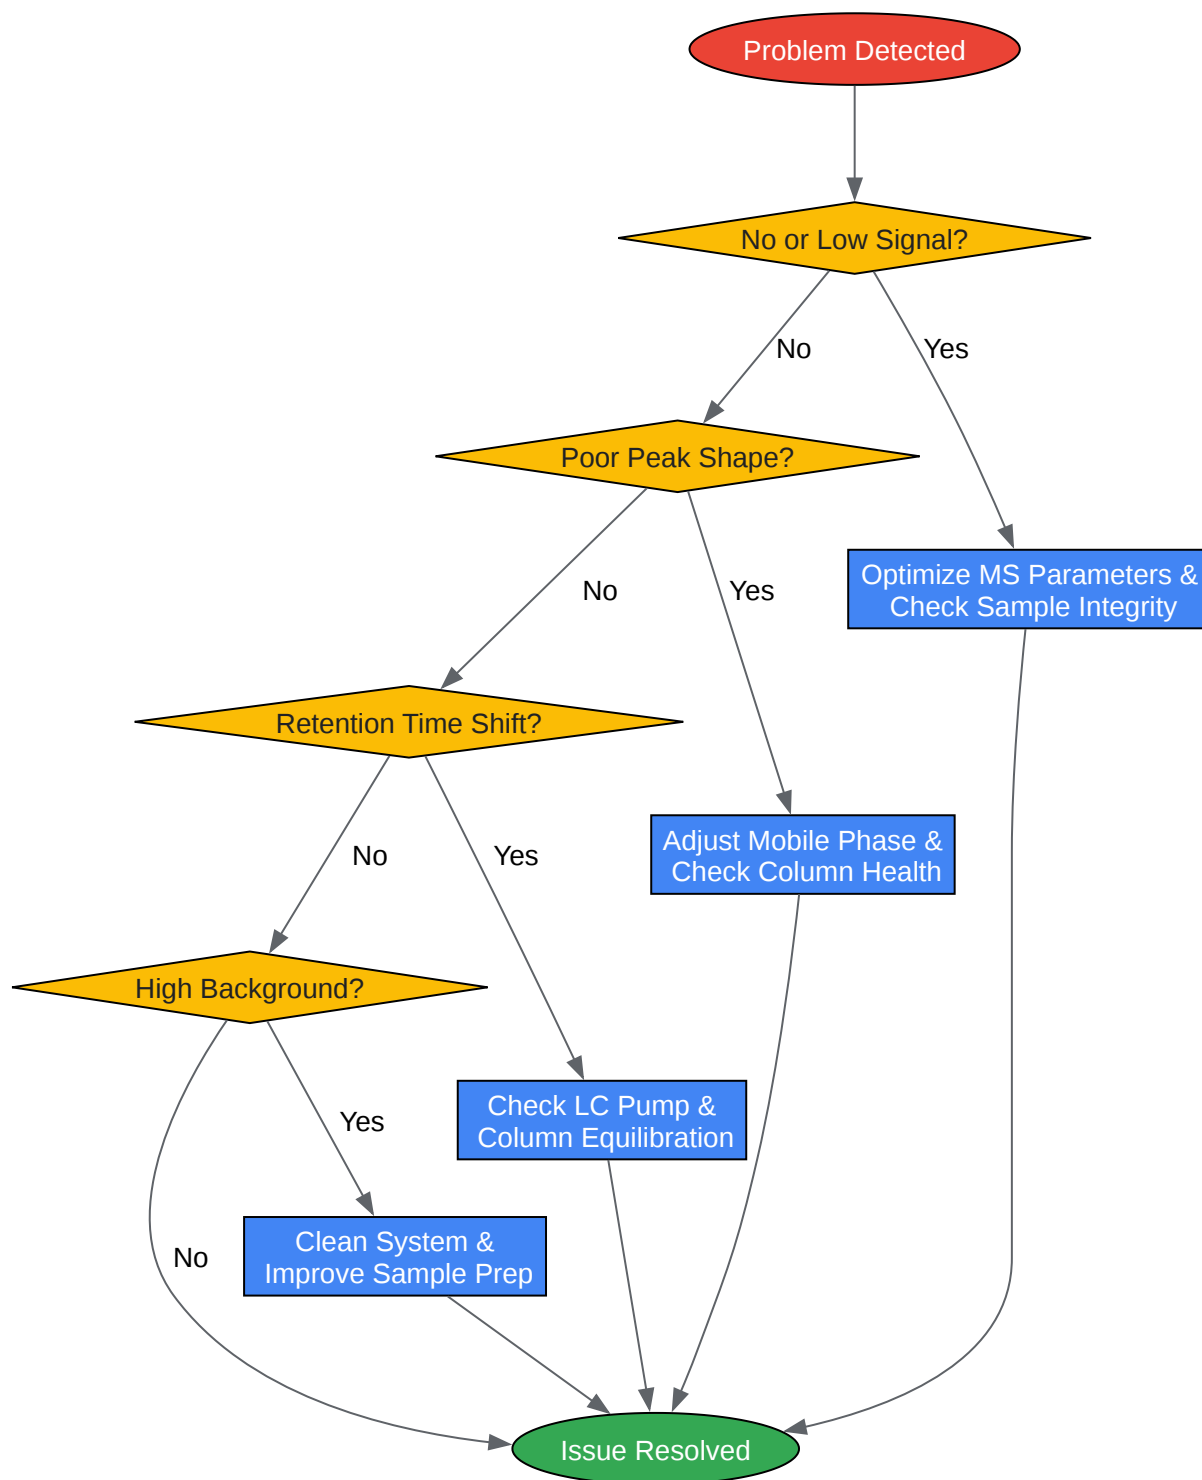 Problem Detected
No or Low Signal?
No
Yes
Poor Peak Shape?
No
Yes
Optimize MS Parameters &
Check Sample Integrity
Retention Time Shift?
No
Yes
Adjust Mobile Phase &
Check Column Health
High Background?
Yes
Check LC Pump &
Column Equilibration
No
Clean System &
Improve Sample Prep
Issue Resolved